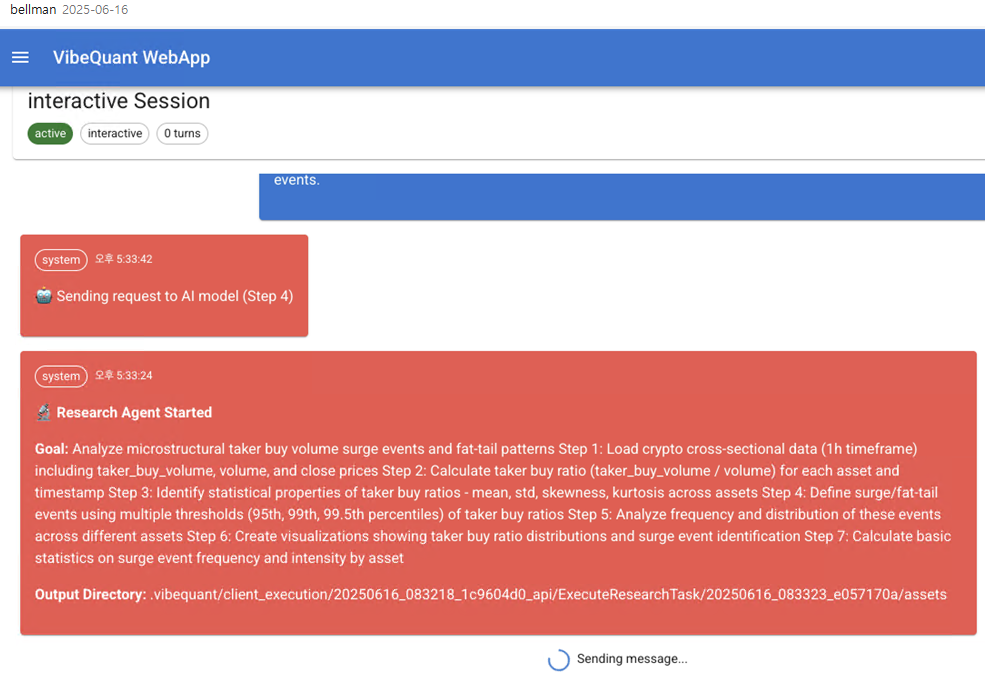 bellman 2025-06-16
VibeQuant WebApp
interactive Session
active interactive 0 turns
events.
system 오후 5:33:42
🤖 Sending request to AI model (Step 4)
system 오후 5:33:24
🔬 Research Agent Started
Goal: Analyze microstructural taker buy volume surge events and fat-tail patterns Step 1: Load crypto cross-sectional data (1h timeframe)
including taker_buy_volume, volume, and close prices Step 2: Calculate taker buy ratio (taker_buy_volume / volume) for each asset and
timestamp Step 3: Identify statistical properties of taker buy ratios - mean, std, skewness, kurtosis across assets Step 4: Define surge/fat-tail
events using multiple thresholds (95th, 99th, 99.5th percentiles) of taker buy ratios Step 5: Analyze frequency and distribution of these events
across different assets Step 6: Create visualizations showing taker buy ratio distributions and surge event identification Step 7: Calculate basic
statistics on surge event frequency and intensity by asset
Output Directory: .vibequant/client_execution/20250616_083218_1c9604d0_api/ExecuteResearchTask/20250616_083323_e057170a/assets
Sending message...